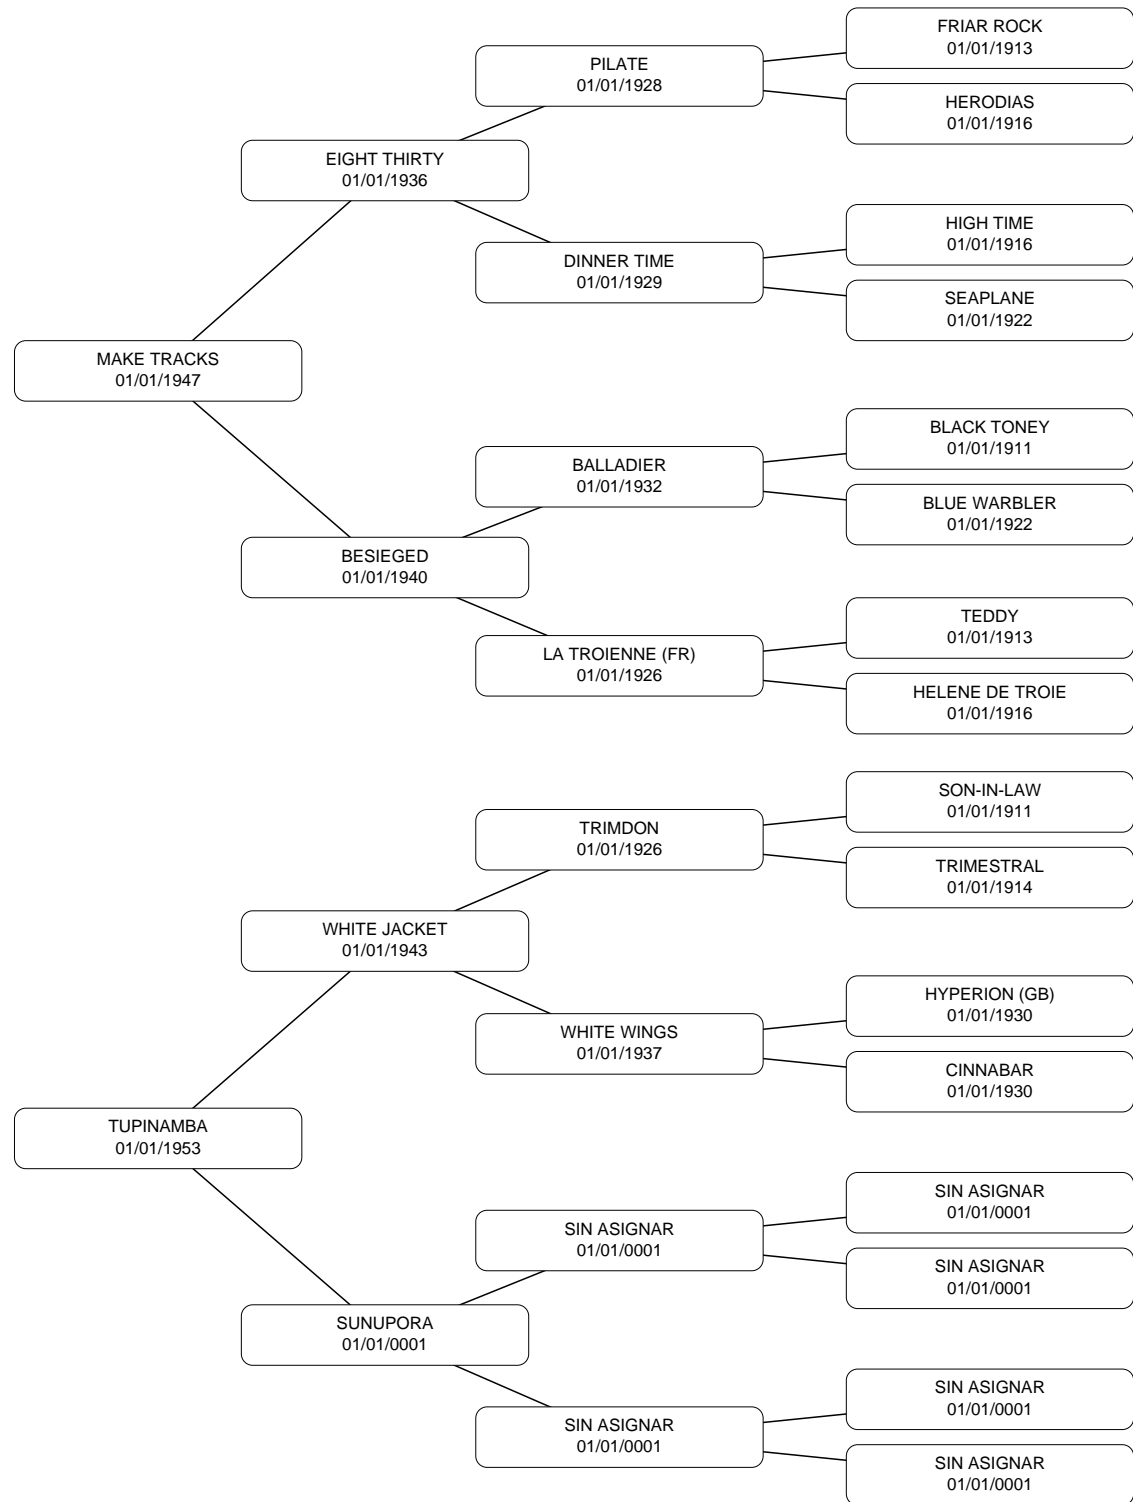 FRIAR ROCK
01/01/1913
PILATE
01/01/1928
HERODIAS
01/01/1916
EIGHT THIRTY
01/01/1936
HIGH TIME
01/01/1916
DINNER TIME
01/01/1929
SEAPLANE
01/01/1922
MAKE TRACKS
01/01/1947
BLACK TONEY
01/01/1911
BALLADIER
01/01/1932
BLUE WARBLER
01/01/1922
BESIEGED
01/01/1940
TEDDY
01/01/1913
LA TROIENNE (FR)
01/01/1926
HELENE DE TROIE
01/01/1916
SON-IN-LAW
01/01/1911
TRIMDON
01/01/1926
TRIMESTRAL
01/01/1914
WHITE JACKET
01/01/1943
HYPERION (GB)
01/01/1930
WHITE WINGS
01/01/1937
CINNABAR
01/01/1930
TUPINAMBA
01/01/1953
SIN ASIGNAR
01/01/0001
SIN ASIGNAR
01/01/0001
SIN ASIGNAR
01/01/0001
SUNUPORA
01/01/0001
SIN ASIGNAR
01/01/0001
SIN ASIGNAR
01/01/0001
SIN ASIGNAR
01/01/0001